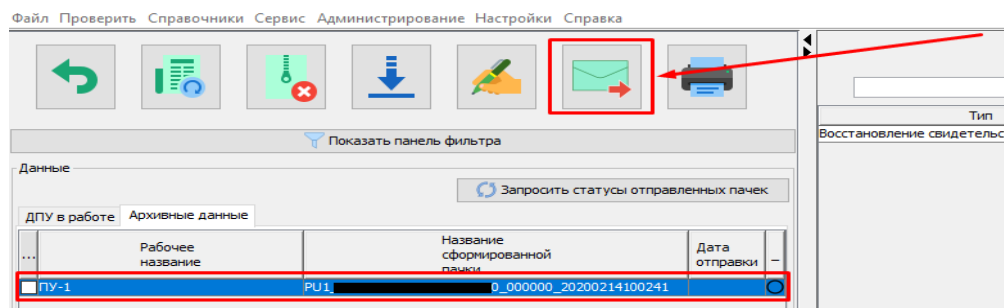 Файл Проверить Справочники Сервис Администрирование Настройки Справка
Показать панель фильтра
Тип
Восстановление свидетельс
Данные
Запросить статусы отправленных пачек
ДПУ в работе Архивные данные
... Рабочее название Название сформированной пачки Дата отправки –
ПУ-1 PU1_ 0_000000_20200214100241